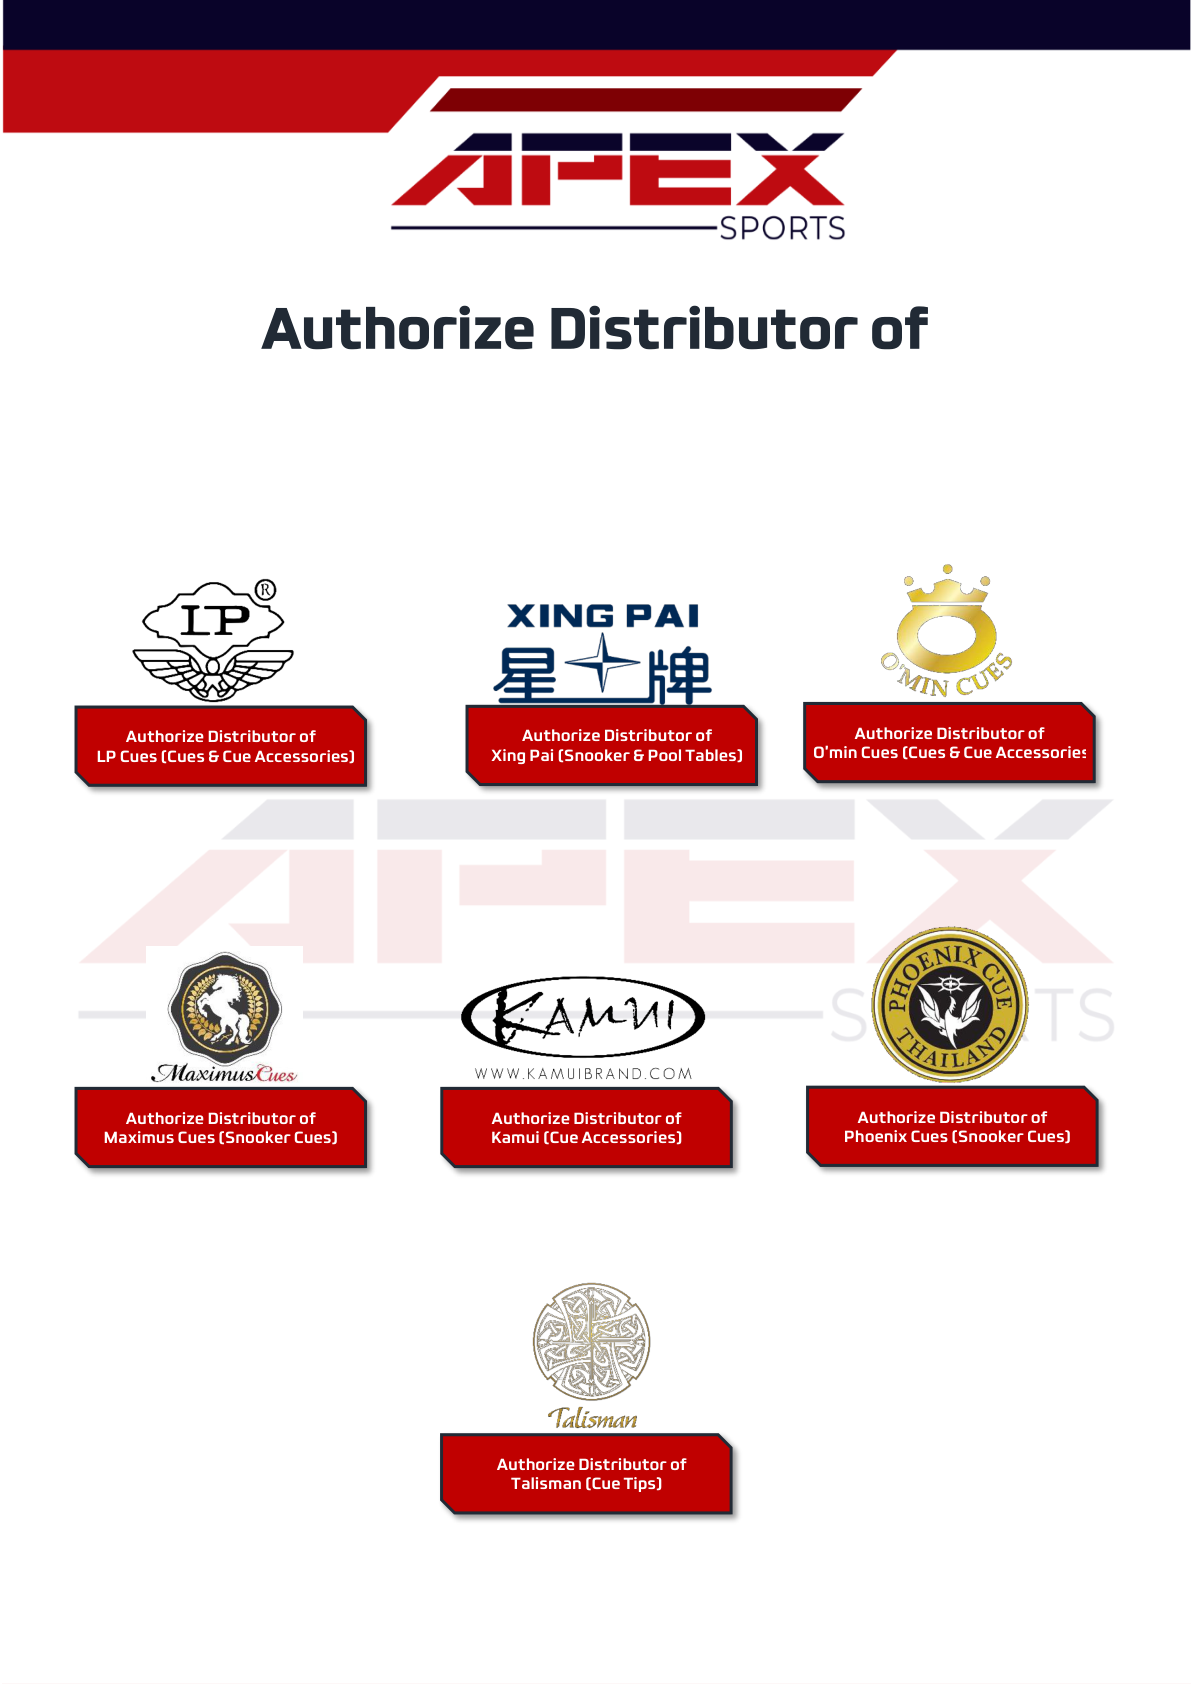 APEX
SPORTS
Authorize Distributor of
LP ®
XING PAI
星牌
O'MIN CUES
Authorize Distributor of
LP Cues (Cues & Cue Accessories)
Authorize Distributor of
Xing Pai (Snooker & Pool Tables)
Authorize Distributor of
O'min Cues (Cues & Cue Accessories
APEX
SPORTS
Maximus Cues
KAMUI
WWW.KAMUIBRAND.COM
PHOENIX CUE
THAILAND
Authorize Distributor of
Maximus Cues (Snooker Cues)
Authorize Distributor of
Kamui (Cue Accessories)
Authorize Distributor of
Phoenix Cues (Snooker Cues)
Talisman
Authorize Distributor of
Talisman (Cue Tips)